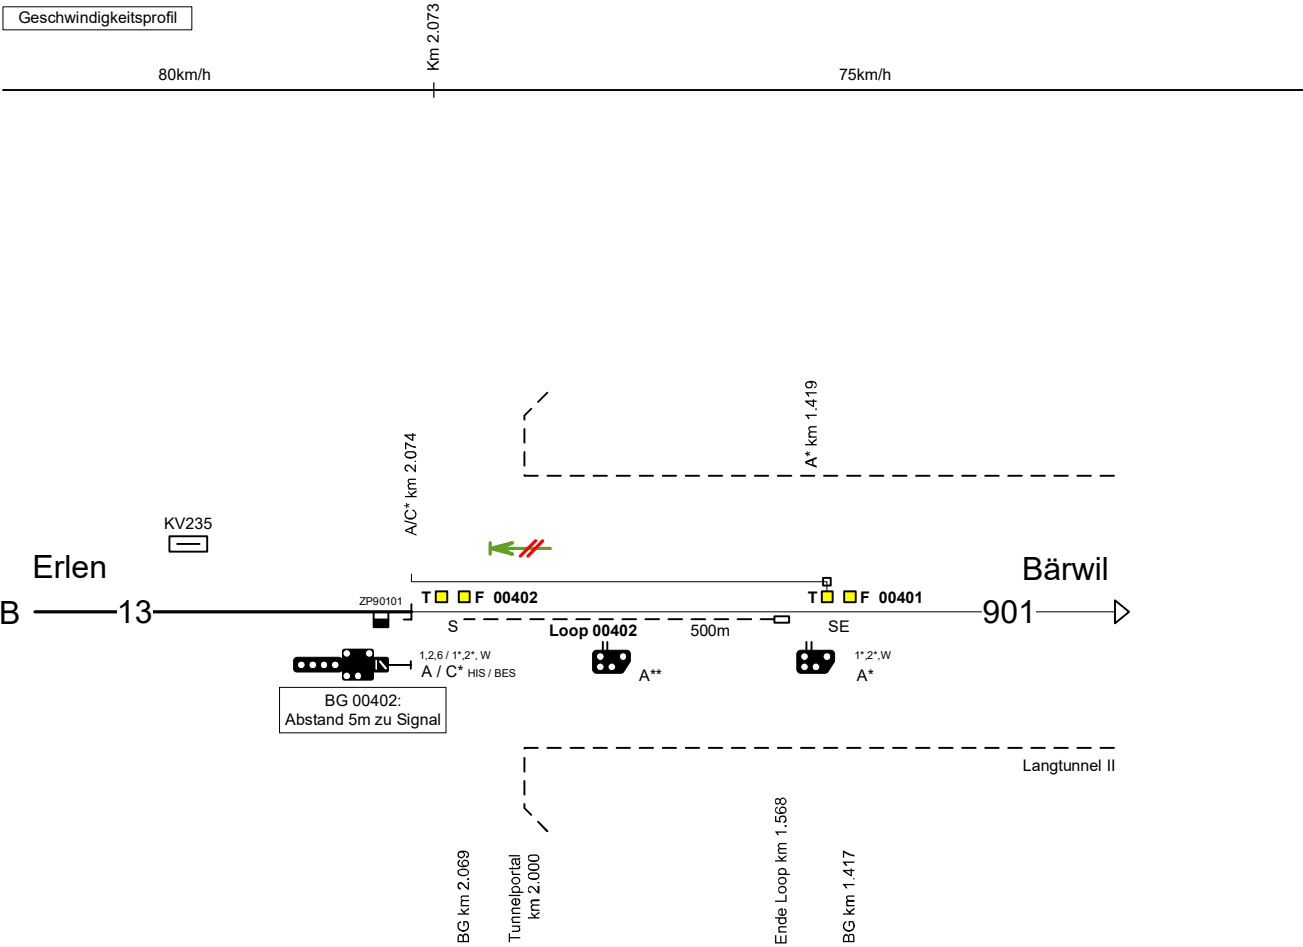 Geschwindigkeitsprofil
Km 2.073
80km/h
75km/h
A* km 1.419
A/C* km 2.074
KV235
Erlen
Bärwil
T F 00402
T F 00401
ZP90101
B
13
901
S
Loop 00402
500m
SE
1,2,6 / 1*,2*, W
A / C* HIS / BES
A**
1*,2*,W
A*
BG 00402:
Abstand 5m zu Signal
Langtunnel II
BG km 2.069
Tunnelportal
km 2.000
Ende Loop km 1.568
BG km 1.417